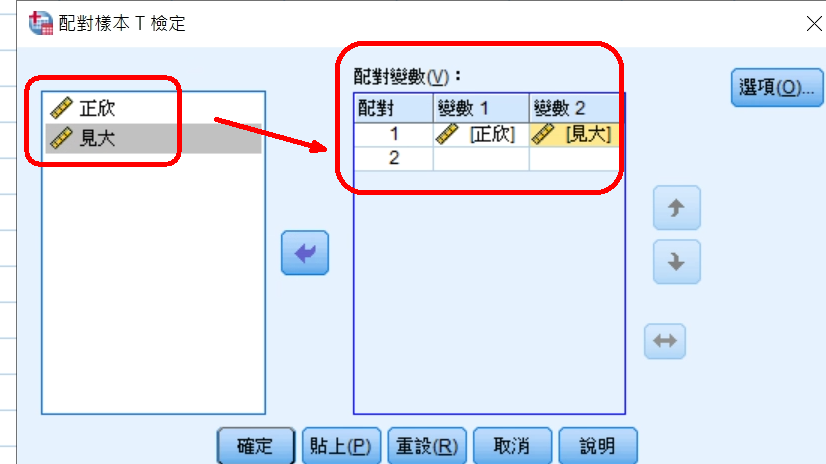 配對樣本 T 檢定
正欣
見大
配對變數(V)：
配對 變數 1 變數 2
1 [正欣] [見大]
2
選項(O)...
確定 貼上(P) 重設(R) 取消 說明